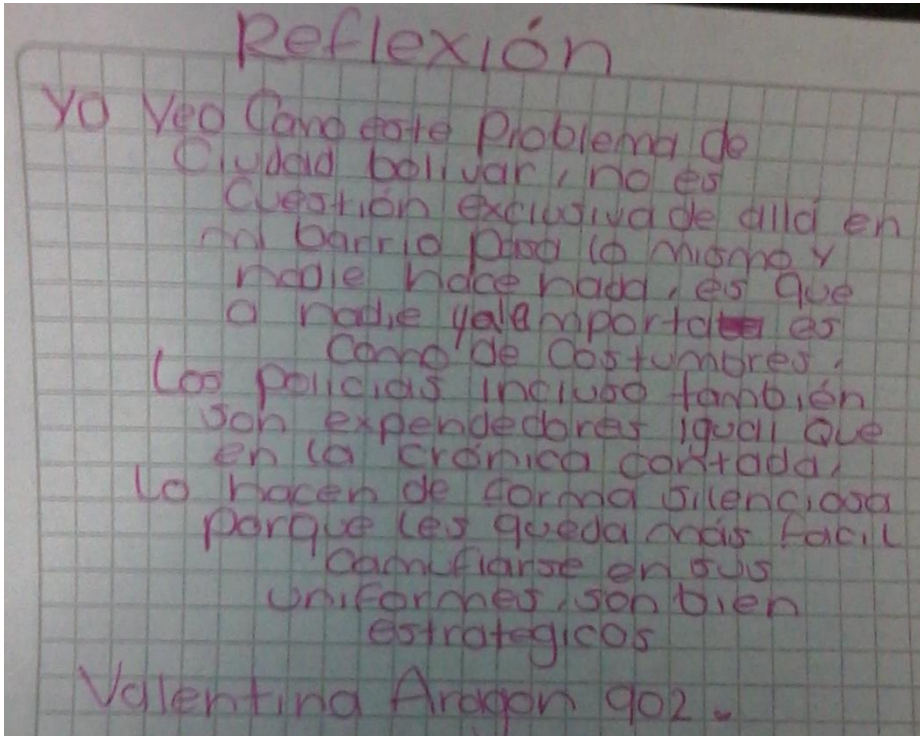 Reflexión
Yo veo como este problema de
Ciudad bolivar, no es
Cuestión exclusiva de allá en
mi barrio pasa lo mismo y
nadie hace nada, es que
a nadie ya le importa es
como de costumbres.
Los policias incluso también
son expendedores igual que
en la crónica contada,
lo hacen de forma silenciosa
porque les queda más facil
camuflarse en sus
uniformes, son bien
estrategicos
Valentina Aragon 902.